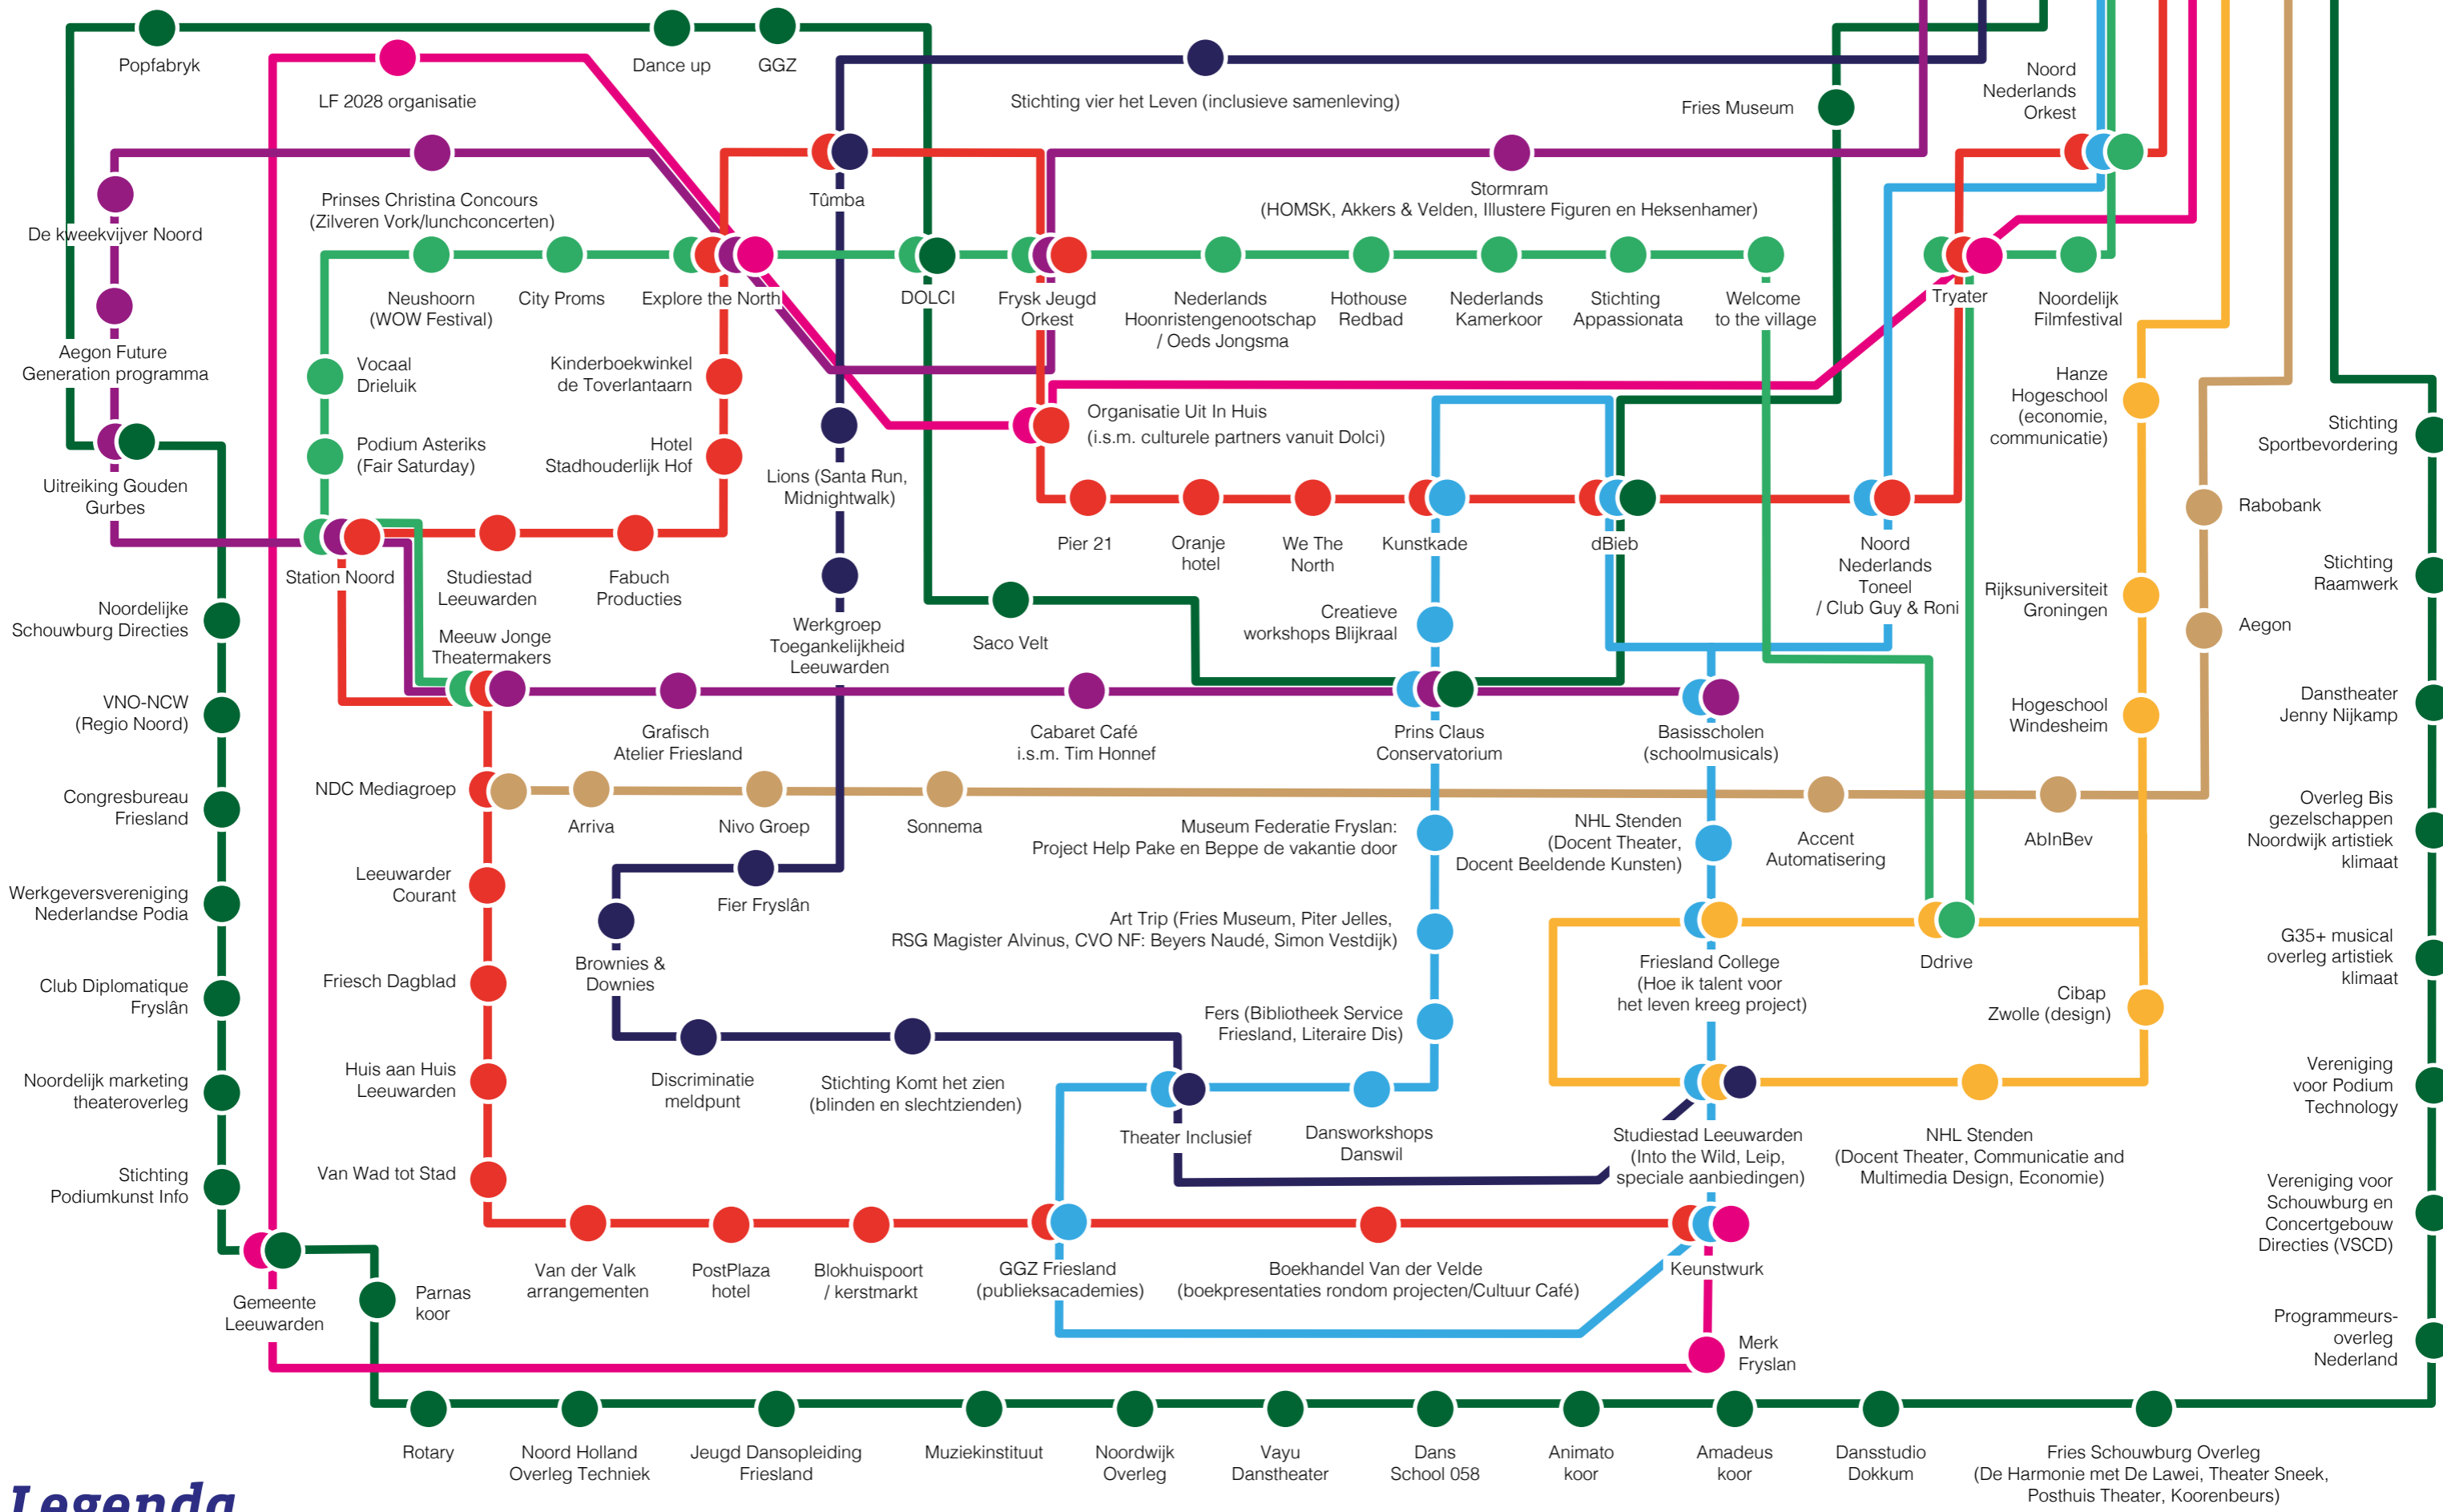 Popfabryk
Dance up
GGZ
LF 2028 organisatie
Stichting vier het Leven (inclusieve samenleving)
Fries Museum
Noord
Nederlands
Orkest
Prinses Christina Concours
(Zilveren Vork/lunchconcerten)
Tûmba
Stormram
(HOMSK, Akkers & Velden, Illustere Figuren en Heksenhamer)
De kweekvijver Noord
Neushoorn
(WOW Festival)
City Proms
Explore the North
DOLCI
Frysk Jeugd
Orkest
Nederlands
Hoonristengenootschap
/ Oeds Jongsma
Hothouse
Redbad
Nederlands
Kamerkoor
Stichting
Appassionata
Welcome
to the village
Tryater
Noordelijk
Filmfestival
Aegon Future
Generation programma
Vocaal
Drieluik
Kinderboekwinkel
de Toverlantaarn
Hanze
Hogeschool
(economie,
communicatie)
Organisatie Uit In Huis
(i.s.m. culturele partners vanuit Dolci)
Stichting
Sportbevordering
Podium Asteriks
(Fair Saturday)
Hotel
Stadhouderlijk Hof
Lions (Santa Run,
Midnightwalk)
Uitreiking Gouden
Gurbes
Rabobank
Pier 21
Oranje
hotel
We The
North
Kunstkade
dBieb
Noord
Nederlands
Toneel
/ Club Guy & Roni
Station Noord
Studiestad
Leeuwarden
Fabuch
Producties
Stichting
Raamwerk
Rijksuniversiteit
Groningen
Noordelijke
Schouwburg Directies
Werkgroep
Toegankelijkheid
Leeuwarden
Saco Velt
Creatieve
workshops Blijkraal
Aegon
Meeuw Jonge
Theatermakers
VNO-NCW
(Regio Noord)
Grafisch
Atelier Friesland
Cabaret Café
i.s.m. Tim Honnef
Prins Claus
Conservatorium
Basisscholen
(schoolmusicals)
Hogeschool
Windesheim
Danstheater
Jenny Nijkamp
NDC Mediagroep
Arriva
Nivo Groep
Sonnema
Congresbureau
Friesland
Museum Federatie Fryslan:
Project Help Pake en Beppe de vakantie door
NHL Stenden
(Docent Theater,
Docent Beeldende Kunsten)
Accent
Automatisering
AbInBev
Overleg Bis
gezelschappen
Noordwijk artistiek
klimaat
Leeuwarder
Courant
Fier Fryslân
Werkgeversvereniging
Nederlandse Podia
Art Trip (Fries Museum, Piter Jelles,
RSG Magister Alvinus, CVO NF: Beyers Naudé, Simon Vestdijk)
Brownies &
Downies
Friesland College
(Hoe ik talent voor
het leven kreeg project)
Ddrive
G35+ musical
overleg artistiek
klimaat
Friesch Dagblad
Club Diplomatique
Fryslân
Cibap
Zwolle (design)
Fers (Bibliotheek Service
Friesland, Literaire Dis)
Huis aan Huis
Leeuwarden
Discriminatie
meldpunt
Stichting Komt het zien
(blinden en slechtzienden)
Noordelijk marketing
theateroverleg
Vereniging
voor Podium
Technology
Theater Inclusief
Dansworkshops
Danswil
Studiestad Leeuwarden
(Into the Wild, Leip,
speciale aanbiedingen)
NHL Stenden
(Docent Theater, Communicatie and
Multimedia Design, Economie)
Van Wad tot Stad
Stichting
Podiumkunst Info
Vereniging voor
Schouwburg en
Concertgebouw
Directies (VSCD)
Van der Valk
arrangementen
PostPlaza
hotel
Blokhuispoort
/ kerstmarkt
GGZ Friesland
(publieksacademies)
Boekhandel Van der Velde
(boekpresentaties rondom projecten/Cultuur Café)
Keunstwurk
Gemeente
Leeuwarden
Parnas
koor
Merk
Fryslan
Programmeurs-
overleg
Nederland
Rotary
Noord Holland
Overleg Techniek
Jeugd Dansopleiding
Friesland
Muziekinstituut
Noordwijk
Overleg
Vayu
Danstheater
Dans
School 058
Animato
koor
Amadeus
koor
Dansstudio
Dokkum
Fries Schouwburg Overleg
(De Harmonie met De Lawei, Theater Sneek,
Posthuis Theater, Koorenbeurs)
Legenda